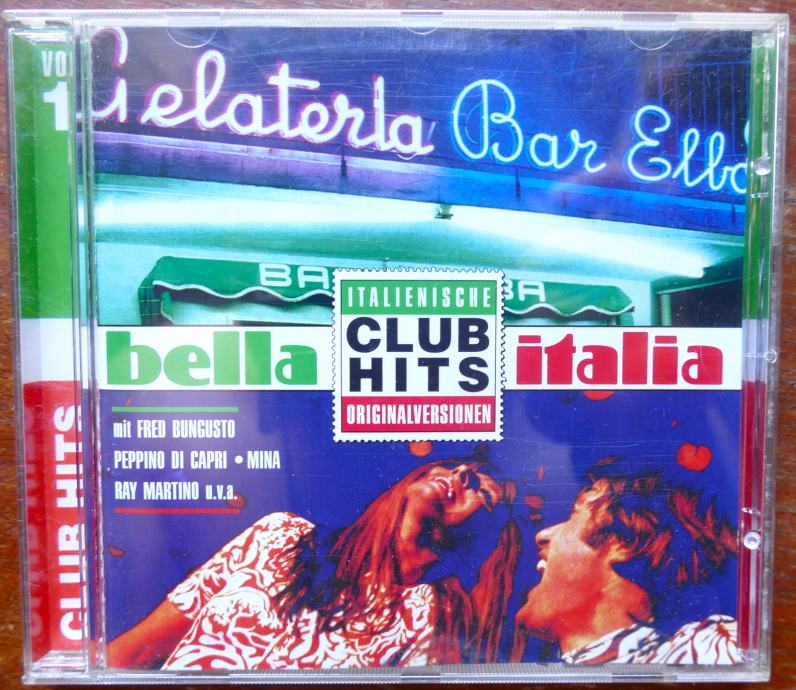 VOL
1
CLUB HITS
Gelateria Bar Elba
BA
BA
bella
ITALIENISCHE
CLUB
HITS
ORIGINALVERSIONEN
italia
mit FRED BUNGUSTO
PEPPINO DI CAPRI • MINA
RAY MARTINO u.v.a.